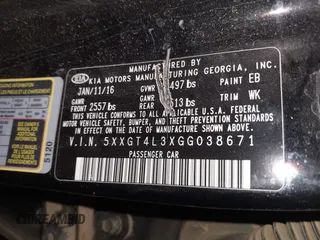 MANUFACTURED BY
KIA MOTORS MANUFACTURING GEORGIA, INC.
JAN/11/16 GVWR 497 lbs PAINT EB
GAWR GAWR
FRONT 2557 lbs 513 lbs TRIM WK
THIS VEHICLE CONFORMS TO ALL APPLICABLE U.S.A. FEDERAL
MOTOR VEHICLE SAFETY, BUMPER, AND THEFT PREVENTION
STANDARDS IN EFFECT ON THE DATE OF MANUFACTURE SHOWN ABOVE.
V.I.N. 5XXGT4L3XGG038671
PASSENGER CAR
5120